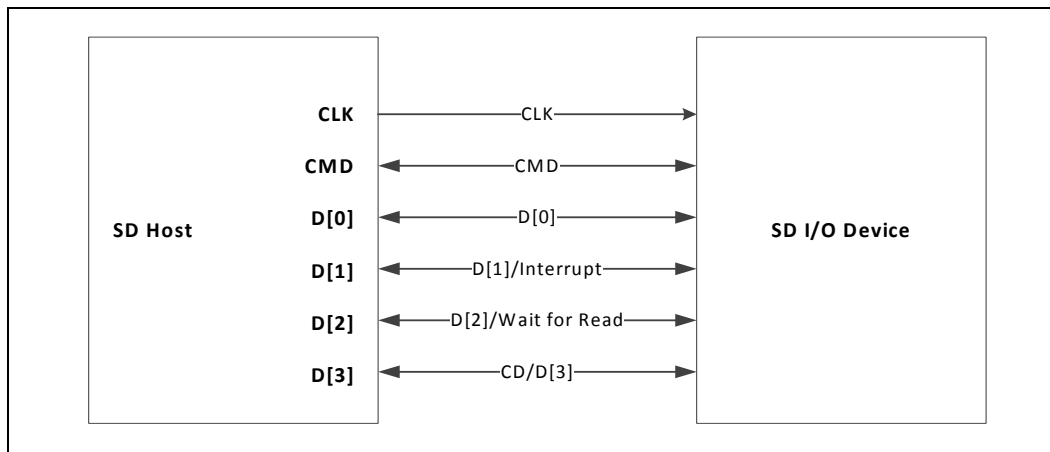 CLK CLK
CMD CMD
D[0] D[0]
SD Host SD I/O Device
D[1] D[1]/Interrupt
D[2] D[2]/Wait for Read
D[3] CD/D[3]